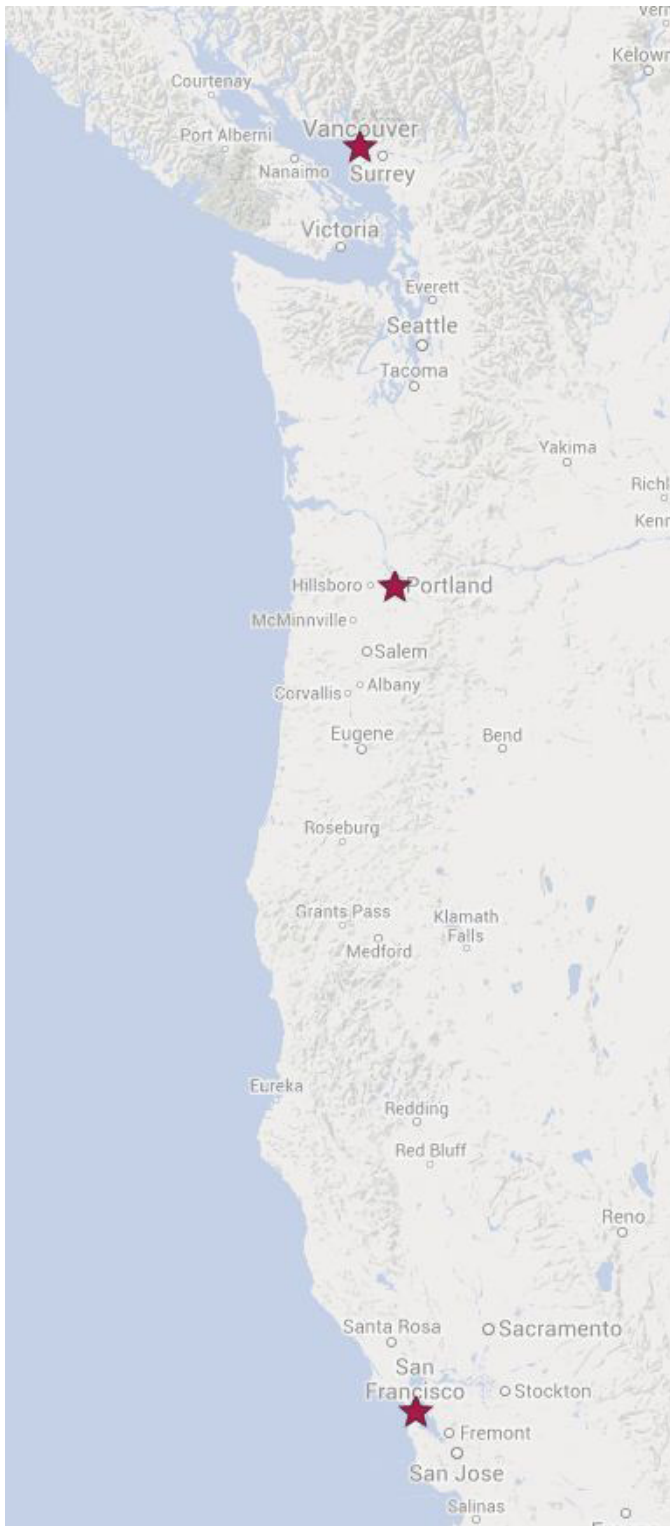 Courtenay
Vancouver
Port Alberni
Nanaimo
Surrey
Victoria
Everett
Seattle
Tacoma
Yakima
Hillsboro
Portland
McMinnville
Salem
Albany
Corvallis
Eugene
Bend
Roseburg
Grants Pass
Klamath
Falls
Medford
Eureka
Redding
Red Bluff
Reno
Santa Rosa
Sacramento
San
Francisco
Stockton
Fremont
San Jose
Salinas